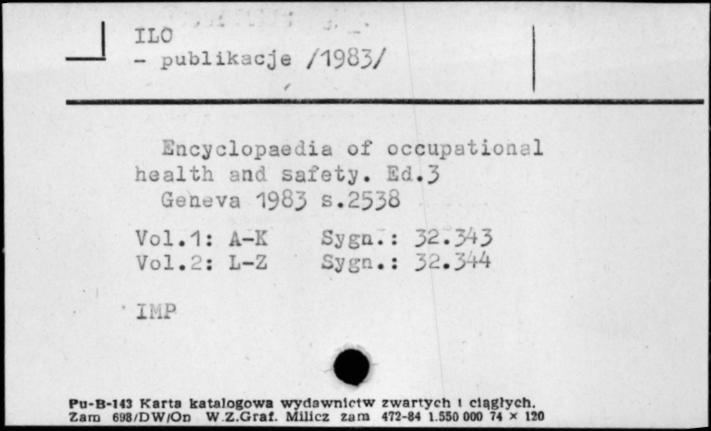 ILO
- publikacje /1983/
Encyclopaedia of occupational
health and safety. Ed.3
Geneva 1983 s.2538
Vol.1: A-K Sygn.: 32.343
Vol.2: L-Z Sygn.: 32.344
IMP
Pu-B-143 Karta katalogowa wydawnictw zwartych i ciągłych.
Zam 698/DW/On W.Z.Graf. Milicz zam 472-84 1.550 000 74 × 120